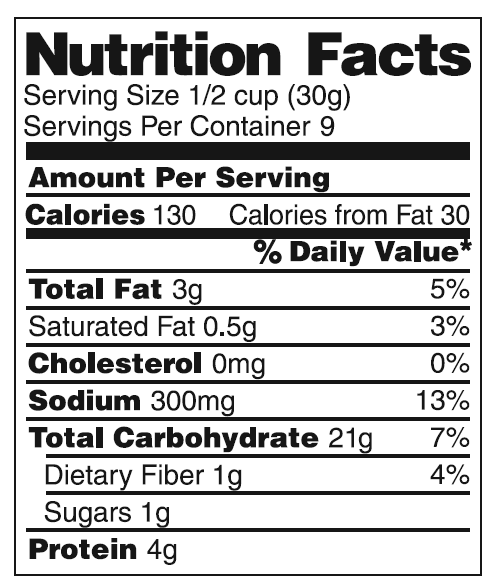 Nutrition Facts
Serving Size 1/2 cup (30g)
Servings Per Container 9
Amount Per Serving
Calories 130 Calories from Fat 30
% Daily Value*
Total Fat 3g 5%
Saturated Fat 0.5g 3%
Cholesterol 0mg 0%
Sodium 300mg 13%
Total Carbohydrate 21g 7%
Dietary Fiber 1g 4%
Sugars 1g
Protein 4g